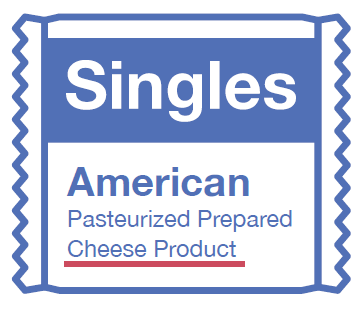 Singles
American
Pasteurized Prepared
Cheese Product